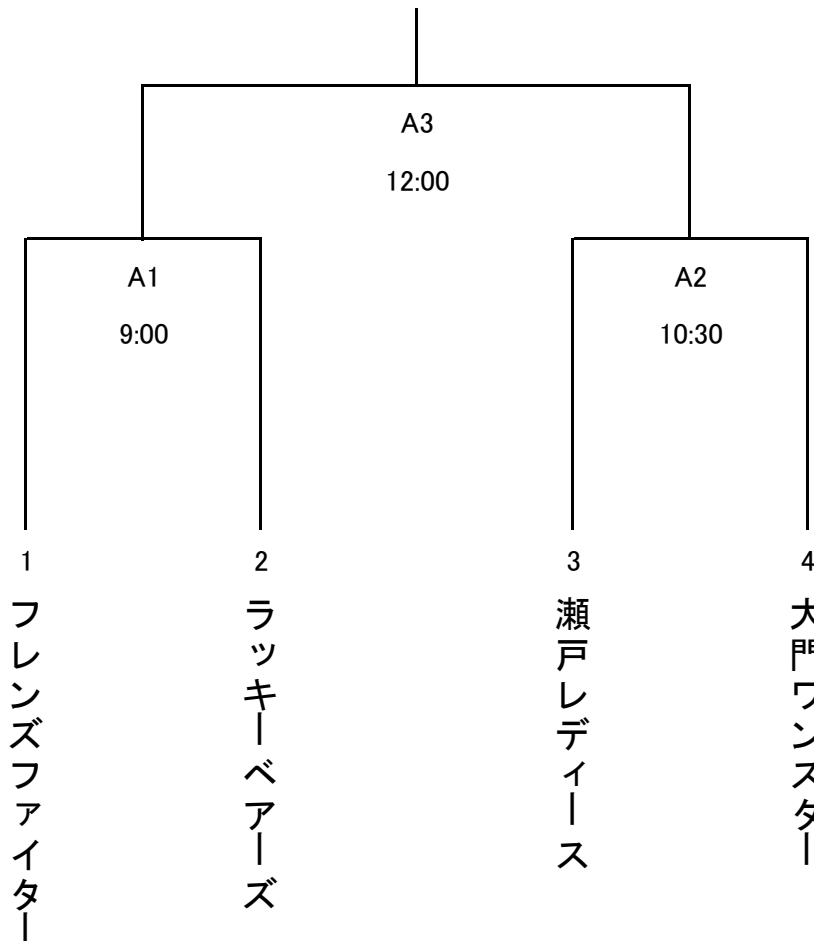 A3
12:00
A1
9:00
A2
10:30
1
2
3
4
フレンズファイター
ラッキーベアーズ
瀬戸レディース
大門ワンスター